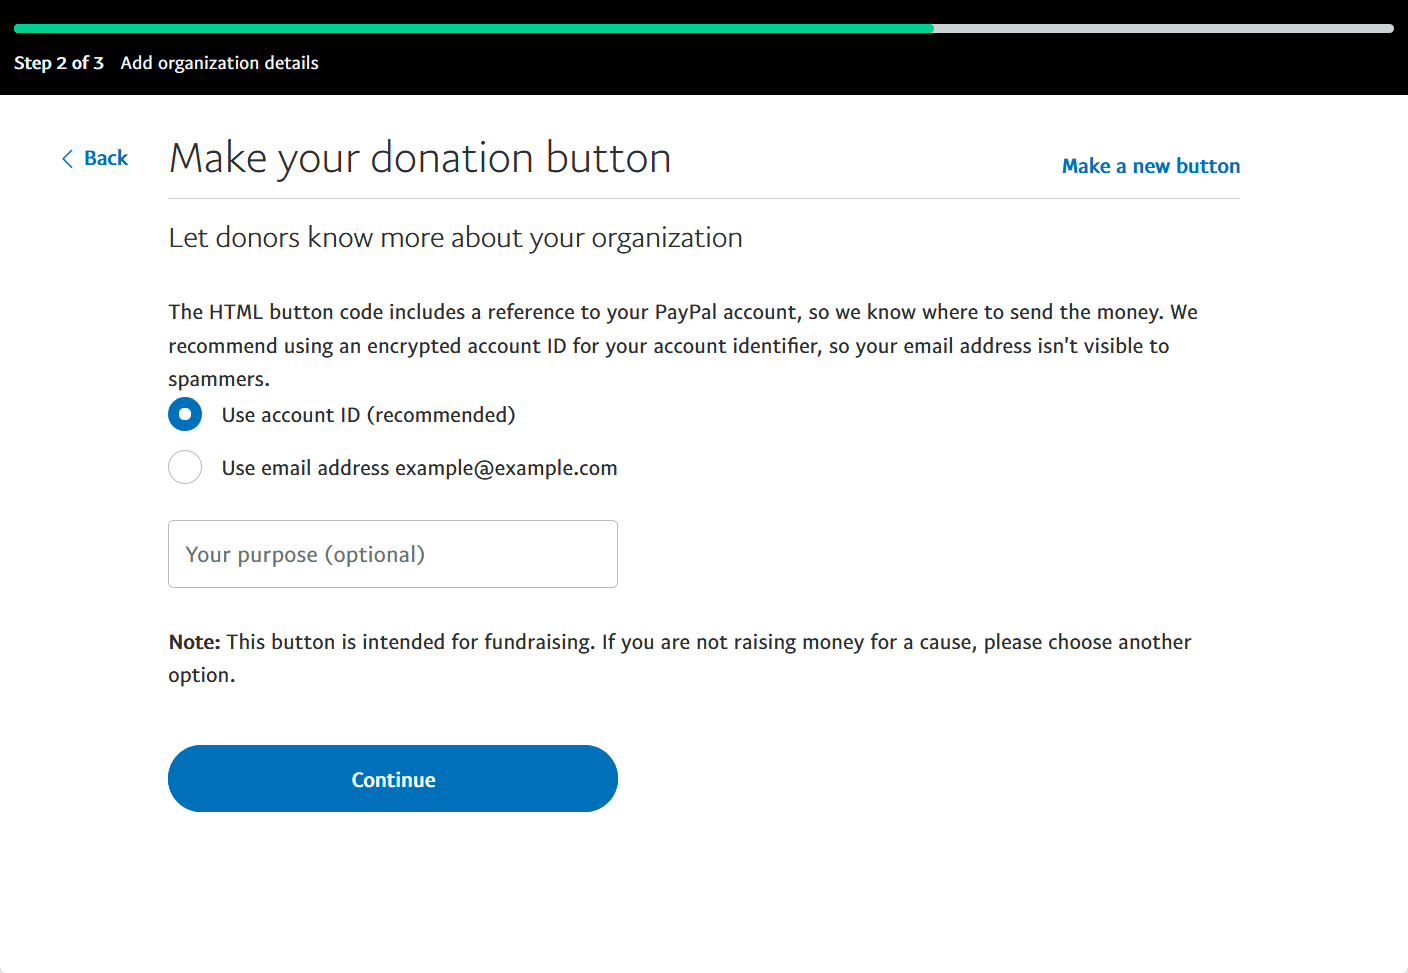 Step 2 of 3 Add organization details
Back
Make your donation button
Make a new button
Let donors know more about your organization
The HTML button code includes a reference to your PayPal account, so we know where to send the money. We
recommend using an encrypted account ID for your account identifier, so your email address isn't visible to
spammers.
Use account ID (recommended)
Use email address example@example.com
Your purpose (optional)
Note: This button is intended for fundraising. If you are not raising money for a cause, please choose another
option.
Continue